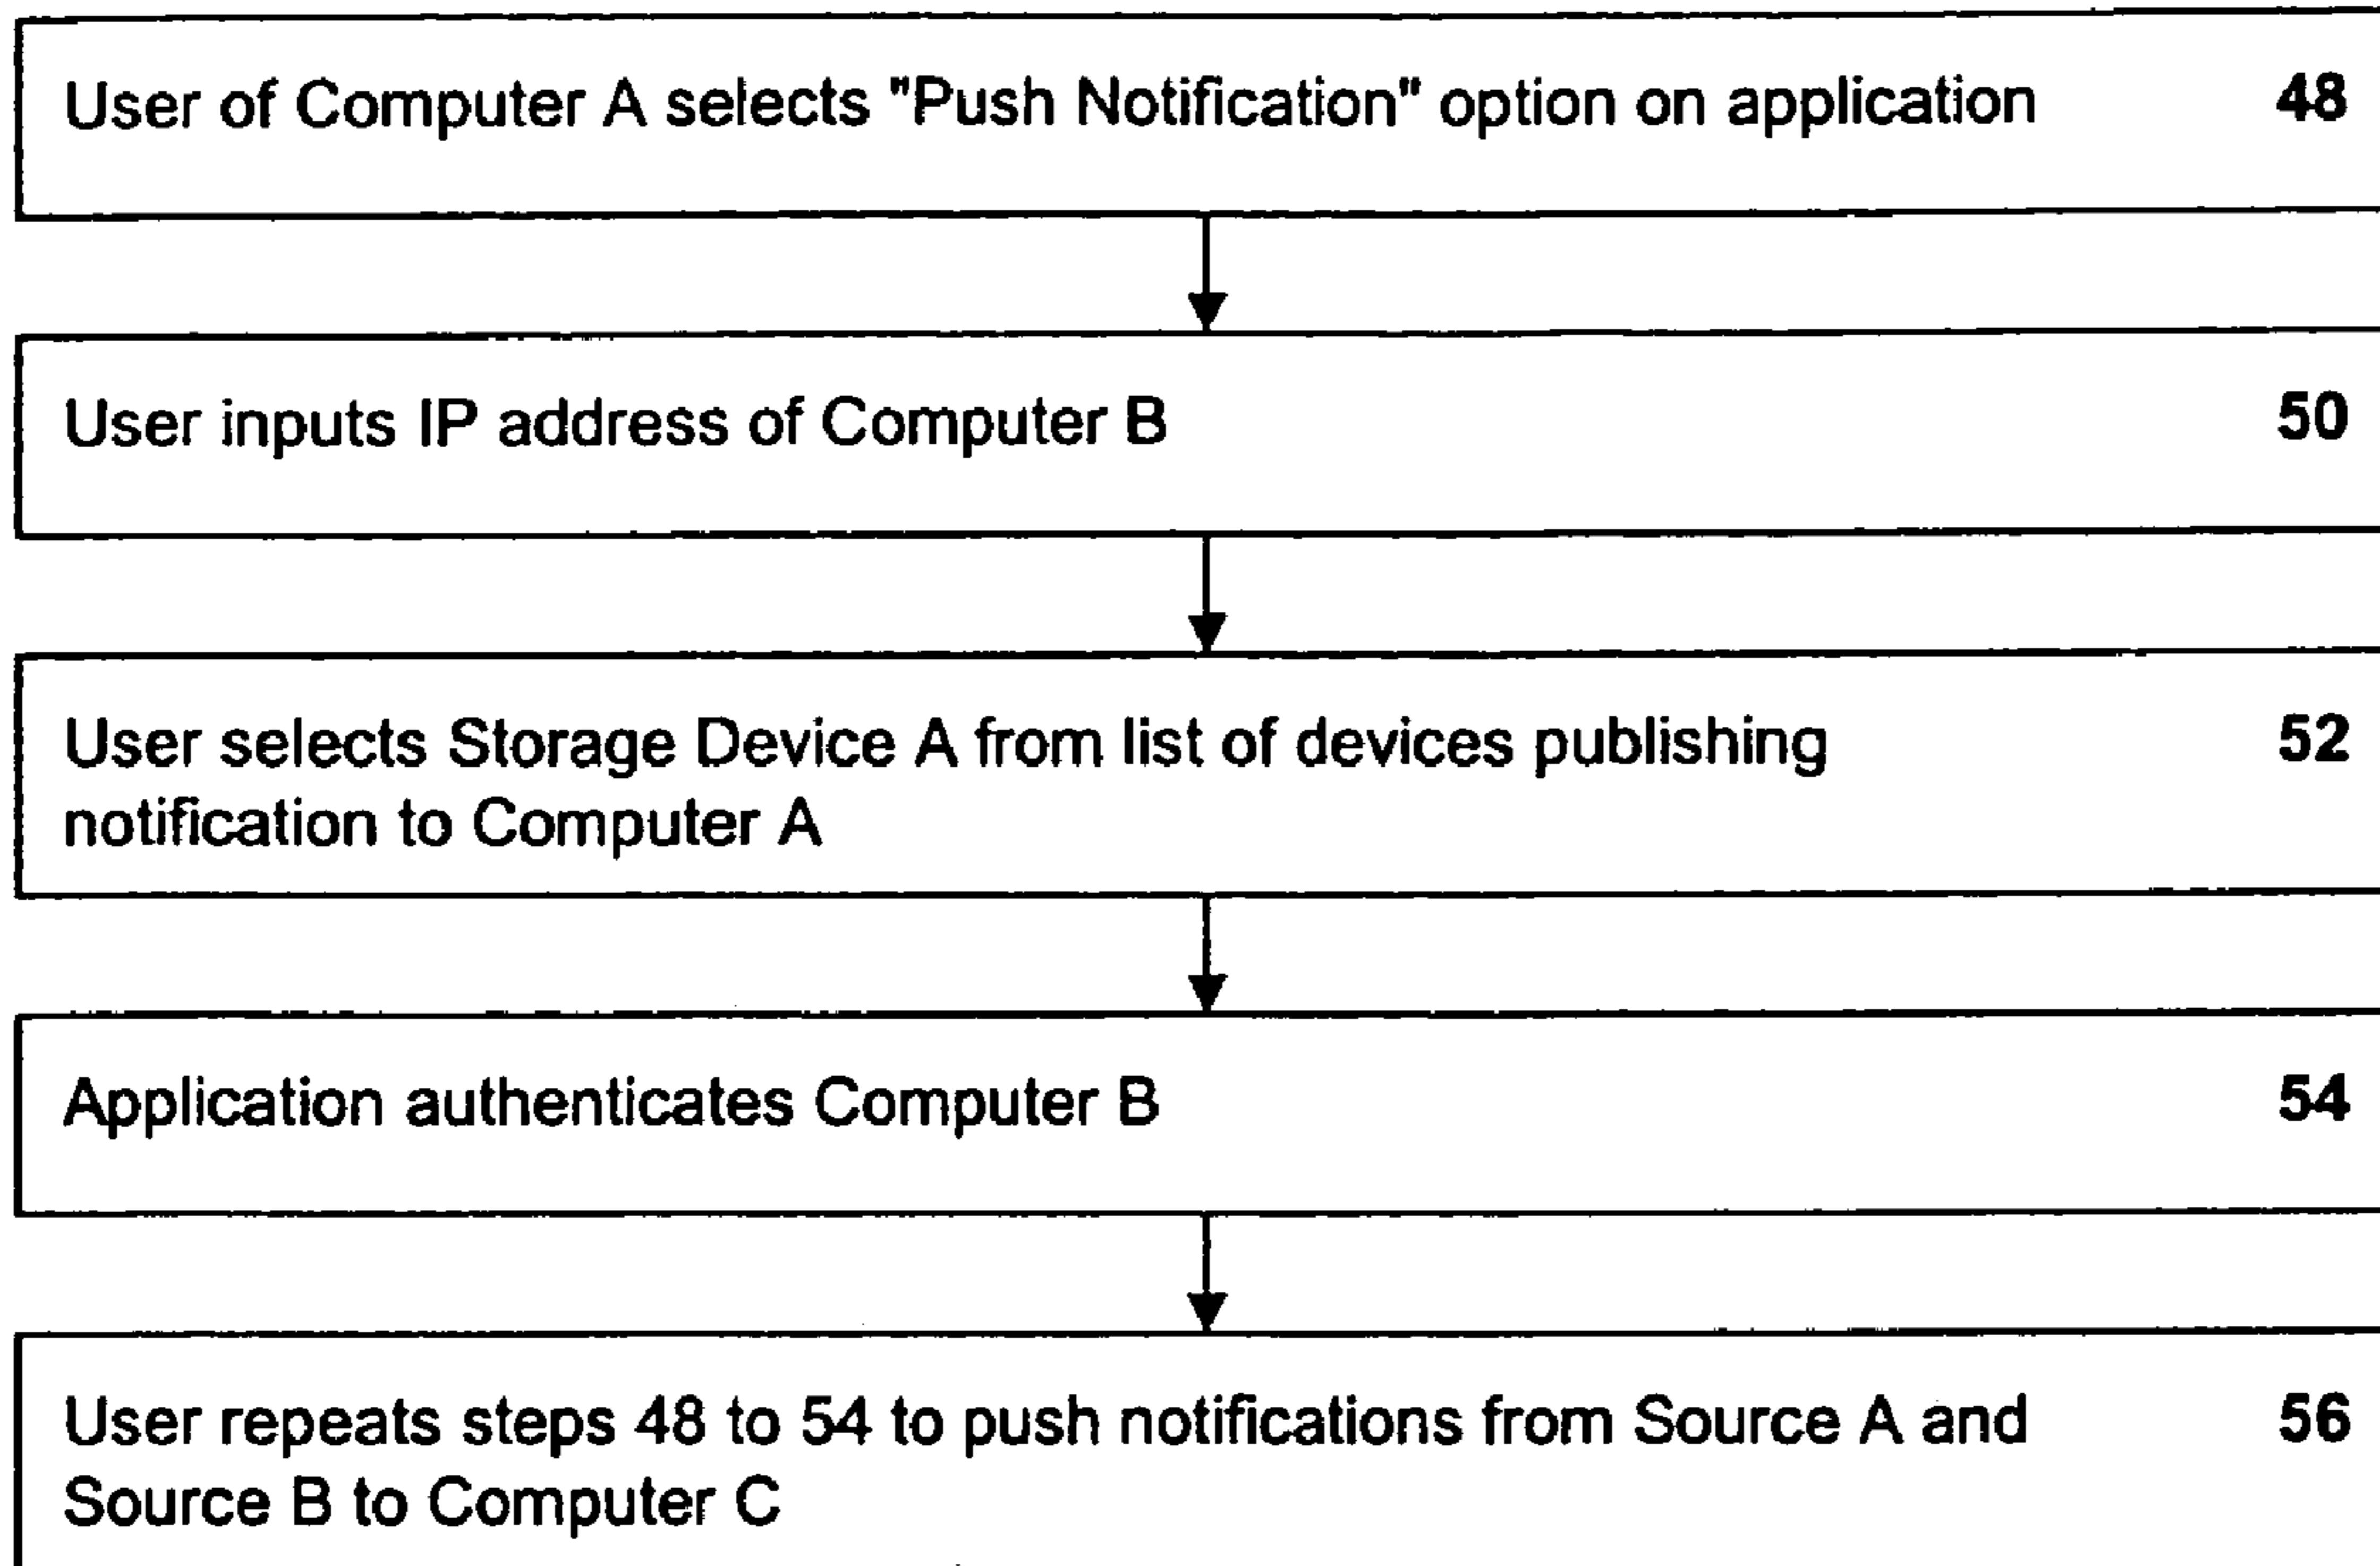 User of Computer A selects "Push Notification" option on application 48
User inputs IP address of Computer B 50
User selects Storage Device A from list of devices publishing 52
notification to Computer A
Application authenticates Computer B 54
User repeats steps 48 to 54 to push notifications from Source A and 56
Source B to Computer C